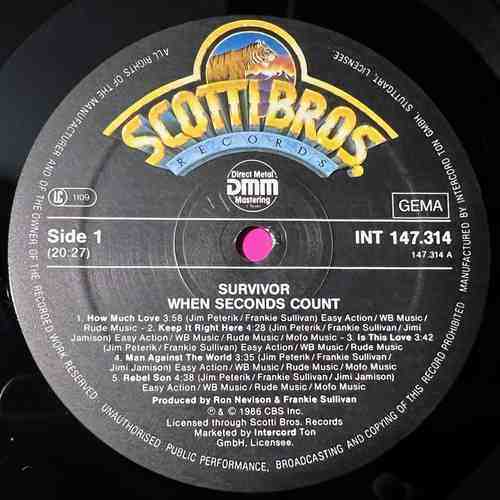 ALL RIGHTS OF THE MANUFACTURER AND OF THE OWNER OF THE RECORDED WORK RESERVED. UNAUTHORISED PUBLIC PERFORMANCE, BROADCASTING AND COPYING OF THIS RECORD PROHIBITED
MANUFACTURED BY INTERCORD TON GMBH, STUTTGART, LICENSEE.
SCOTTI BROS.
RECORDS
Direct Metal
DMM
Mastering
LC 1109
GEMA
Side 1
(20:27)
INT 147.314
147.314 A
SURVIVOR
WHEN SECONDS COUNT
1. How Much Love 3:58 (Jim Peterik/Frankie Sullivan) Easy Action/WB Music/
Rude Music - 2. Keep It Right Here 4:28 (Jim Peterik/Frankie Sullivan/Jimi
Jamison) Easy Action/WB Music/Rude Music/Mofo Music - 3. Is This Love 3:42
(Jim Peterik/Frankie Sullivan) Easy Action/WB Music/Rude Music
4. Man Against The World 3:35 (Jim Peterik/Frankie Sullivan/
Jimi Jamison) Easy Action/WB Music/Rude Music/Mofo Music
5. Rebel Son 4:38 (Jim Peterik/Frankie Sullivan/Jimi Jamison)
Easy Action/WB Music/Rude Music/Mofo Music
Produced by Ron Nevison & Frankie Sullivan
℗ & © 1986 CBS Inc.
Licensed through Scotti Bros. Records
Marketed by Intercord Ton
GmbH, Licensee.